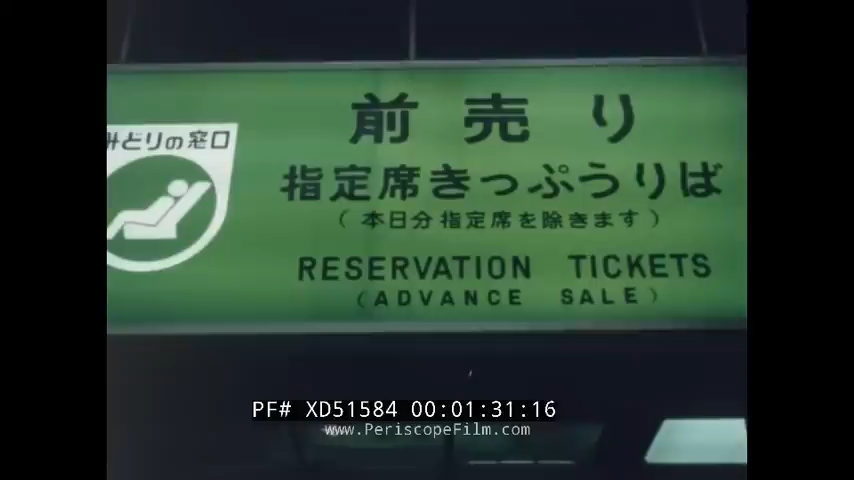 前売り
みどりの窓口
指定席きっぷうりば
(本日分指定席を除きます)
RESERVATION TICKETS
(ADVANCE SALE)
PF# XD51584 00:01:31:16
www.PeriscopeFilm.com